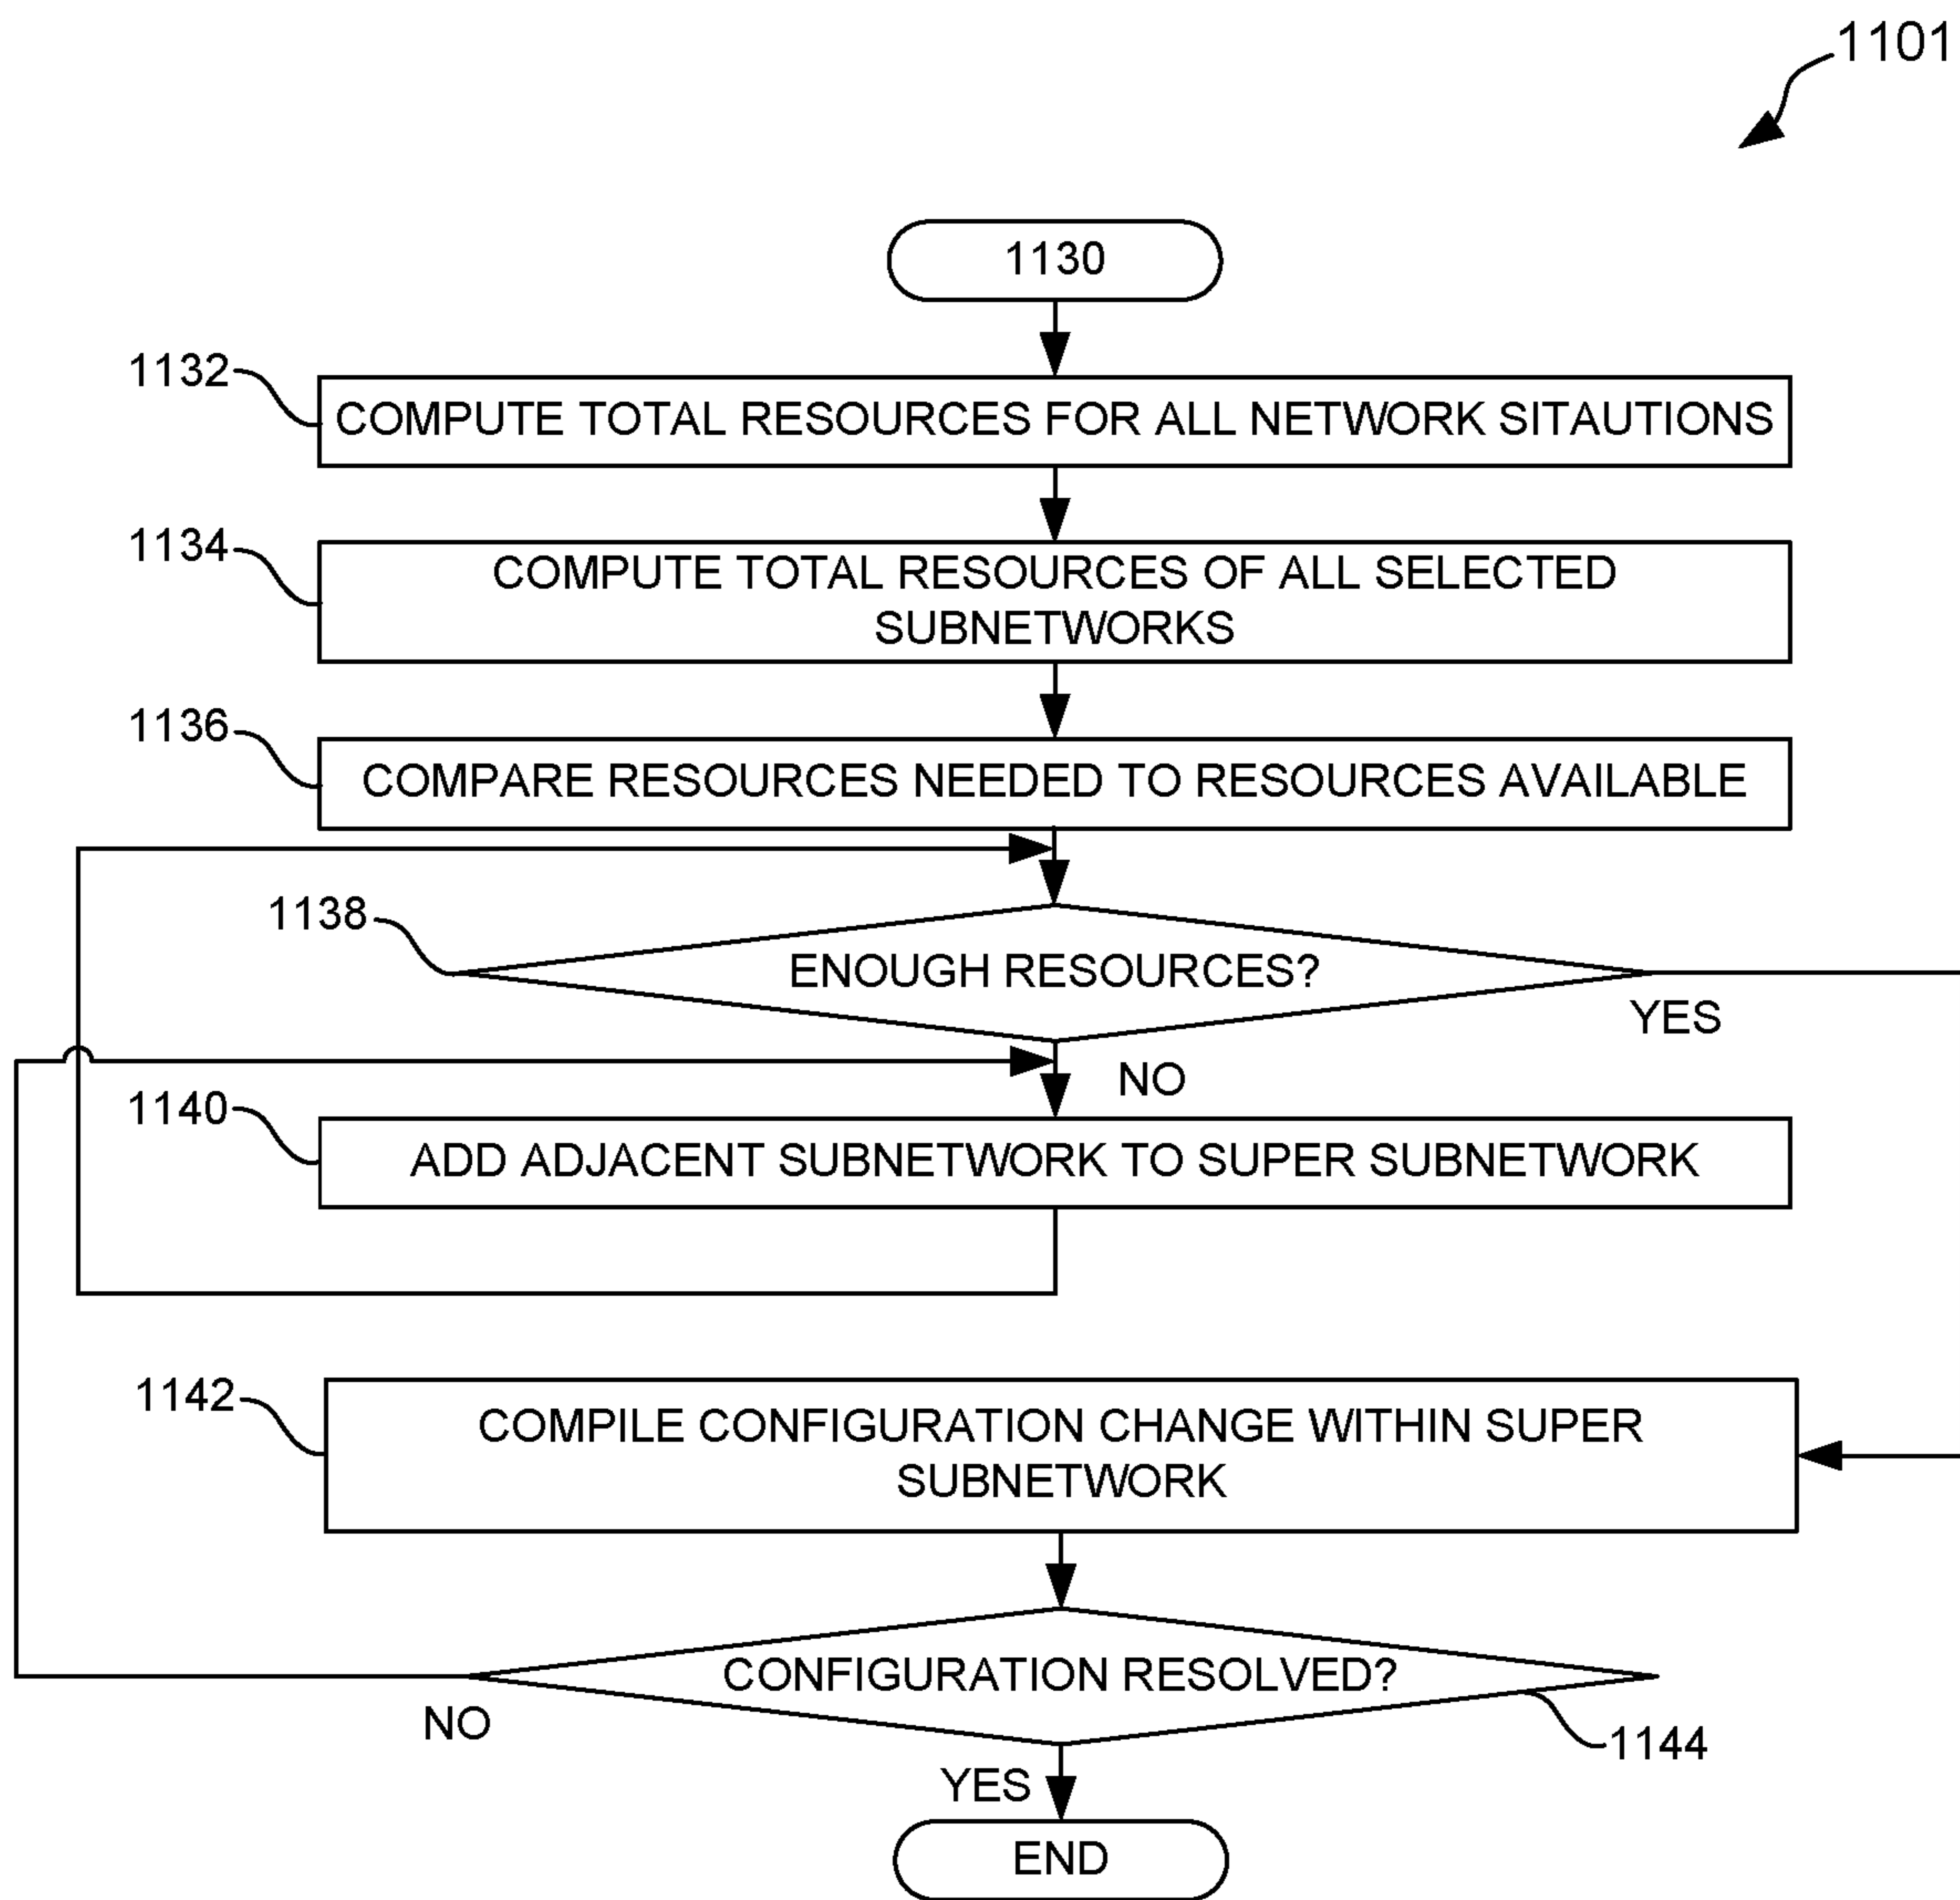 1101
1130
1132
COMPUTE TOTAL RESOURCES FOR ALL NETWORK SITAUTIONS
1134
COMPUTE TOTAL RESOURCES OF ALL SELECTED
SUBNETWORKS
1136
COMPARE RESOURCES NEEDED TO RESOURCES AVAILABLE
1138
ENOUGH RESOURCES?
YES
NO
1140
ADD ADJACENT SUBNETWORK TO SUPER SUBNETWORK
1142
COMPILE CONFIGURATION CHANGE WITHIN SUPER
SUBNETWORK
CONFIGURATION RESOLVED?
NO
1144
YES
END